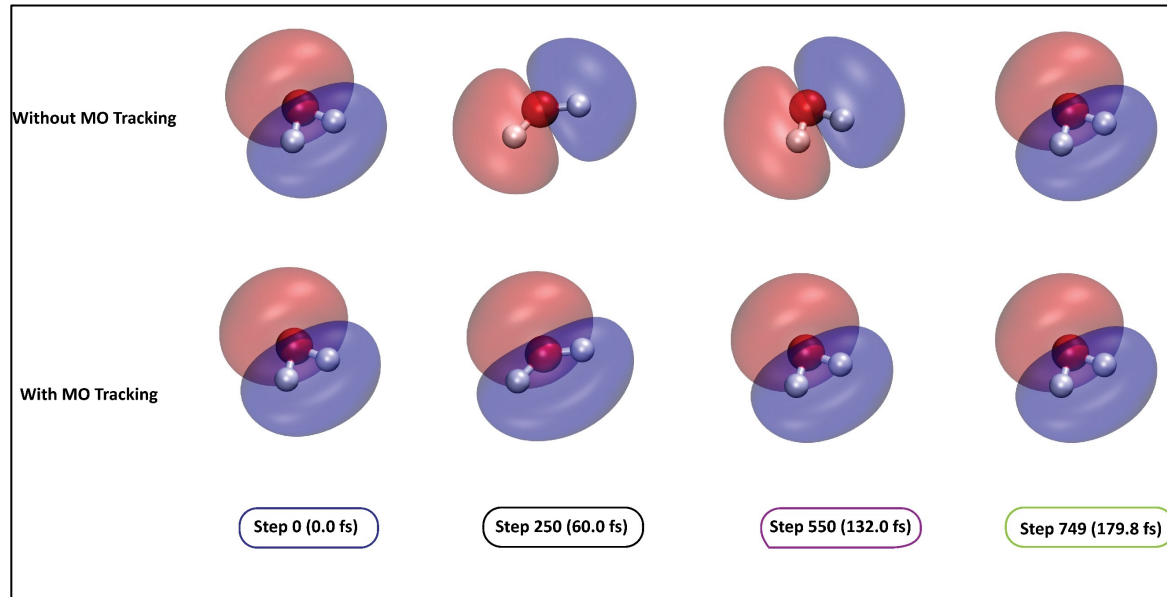 Without MO Tracking
With MO Tracking
Step 0 (0.0 fs)
Step 250 (60.0 fs)
Step 550 (132.0 fs)
Step 749 (179.8 fs)